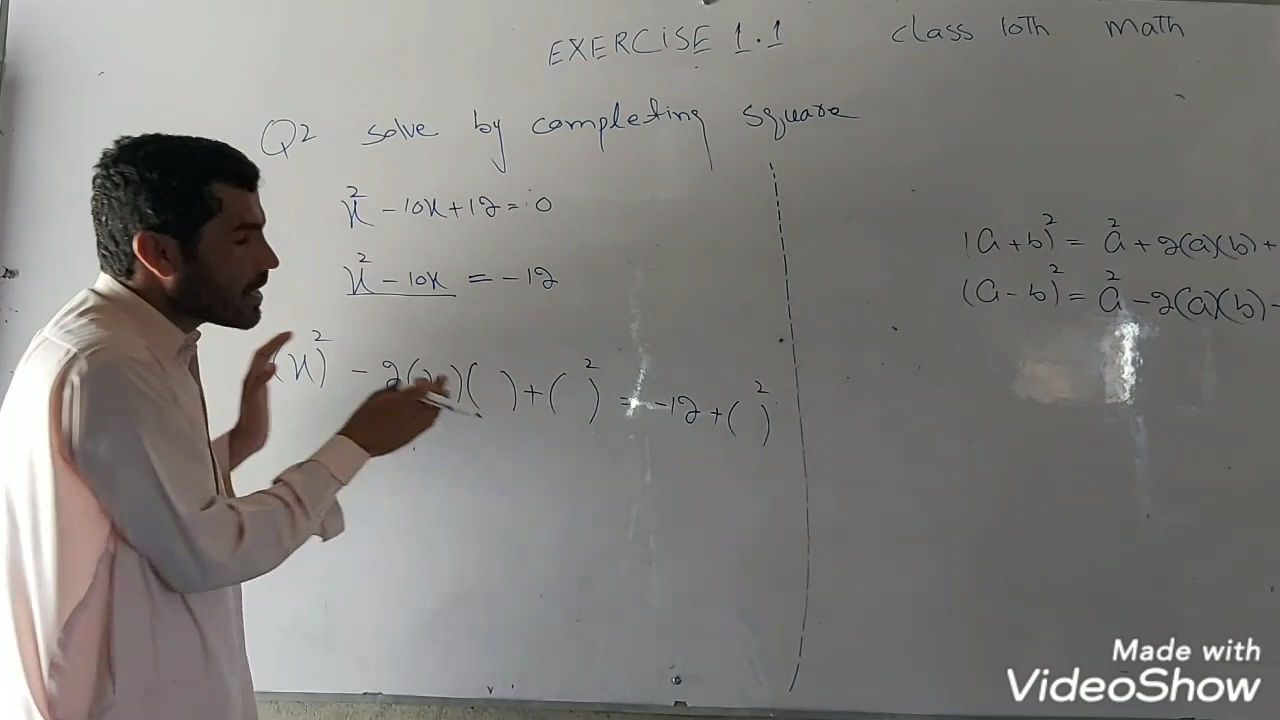 EXERCISE 1.1 class 10th math
Q2 solve by completing square
x² - 10x + 12 = 0
x² - 10x = -12
(x)² - 2(x)( ) + ( )² = -12 + ( )²
(a + b)² = a² + 2(a)(b) +
(a - b)² = a² - 2(a)(b) -
Made with
VideoShow